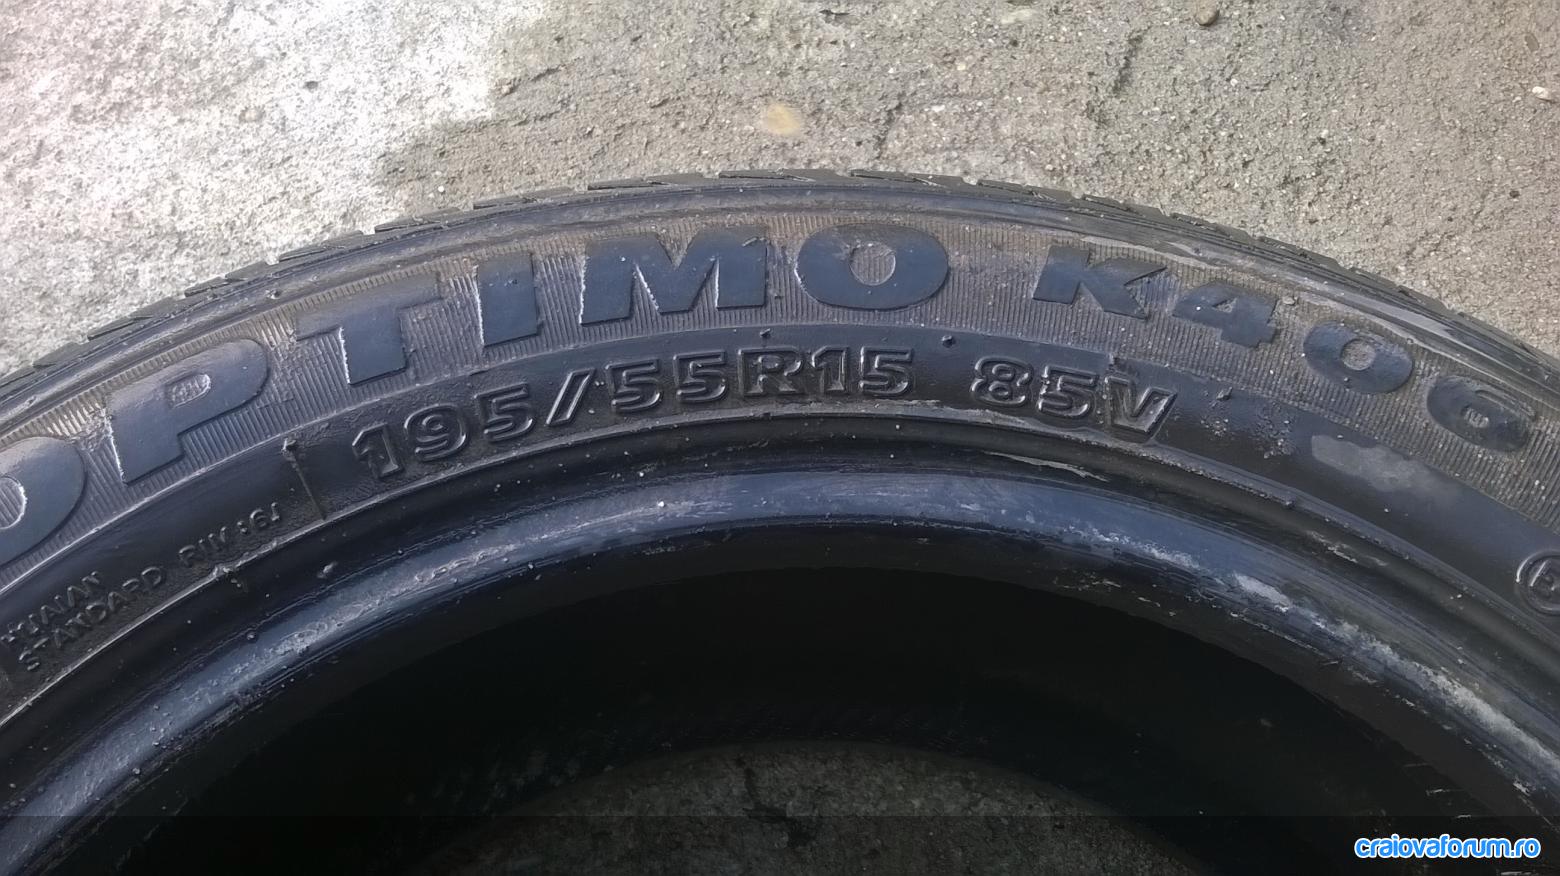 OPTIMO K406
195/55R15 85V
STANDARD RIM :6J
craiovaforum.ro